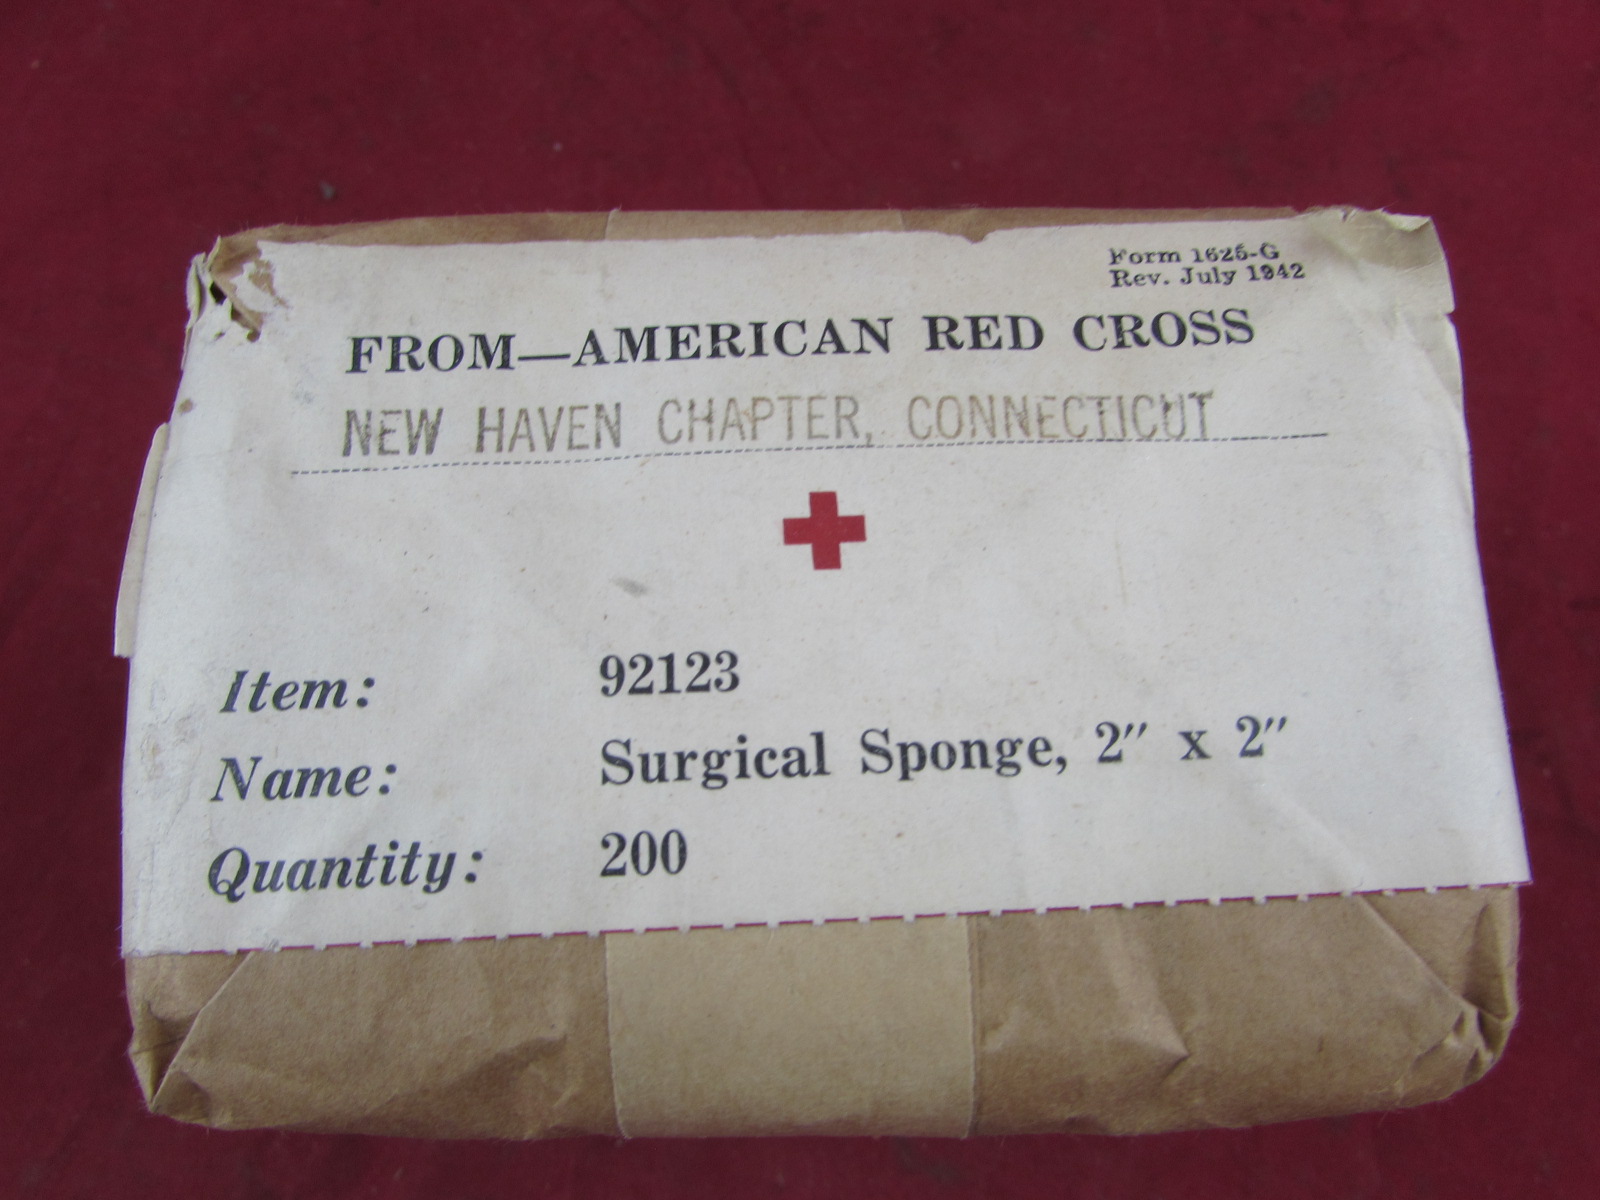 Form 1625-G
Rev. July 1942
FROM—AMERICAN RED CROSS
NEW HAVEN CHAPTER, CONNECTICUT
Item: 92123
Name: Surgical Sponge, 2″ x 2″
Quantity: 200